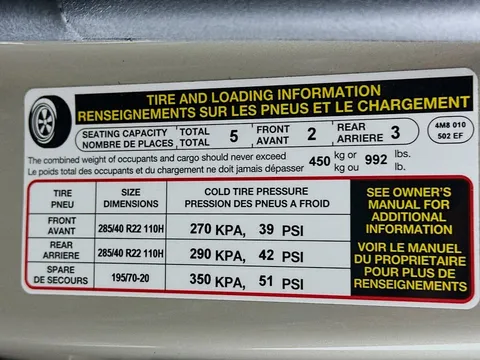 TIRE AND LOADING INFORMATION
RENSEIGNEMENTS SUR LES PNEUS ET LE CHARGEMENT
SEATING CAPACITY TOTAL 5 FRONT 2 REAR 3
NOMBRE DE PLACES TOTAL AVANT ARRIERE
4M8 010
502 EF
The combined weight of occupants and cargo should never exceed 450 kg or 992 lbs.
Le poids total des occupants et du chargement ne doit jamais dépasser kg ou lb.
TIRE SIZE COLD TIRE PRESSURE
PNEU DIMENSIONS PRESSION DES PNEUS A FROID
FRONT
AVANT 285/40 R22 110H 270 KPA, 39 PSI
REAR
ARRIERE 285/40 R22 110H 290 KPA, 42 PSI
SPARE
DE SECOURS 195/70-20 350 KPA, 51 PSI
SEE OWNER'S
MANUAL FOR
ADDITIONAL
INFORMATION
VOIR LE MANUEL
DU PROPRIETAIRE
POUR PLUS DE
RENSEIGNEMENTS